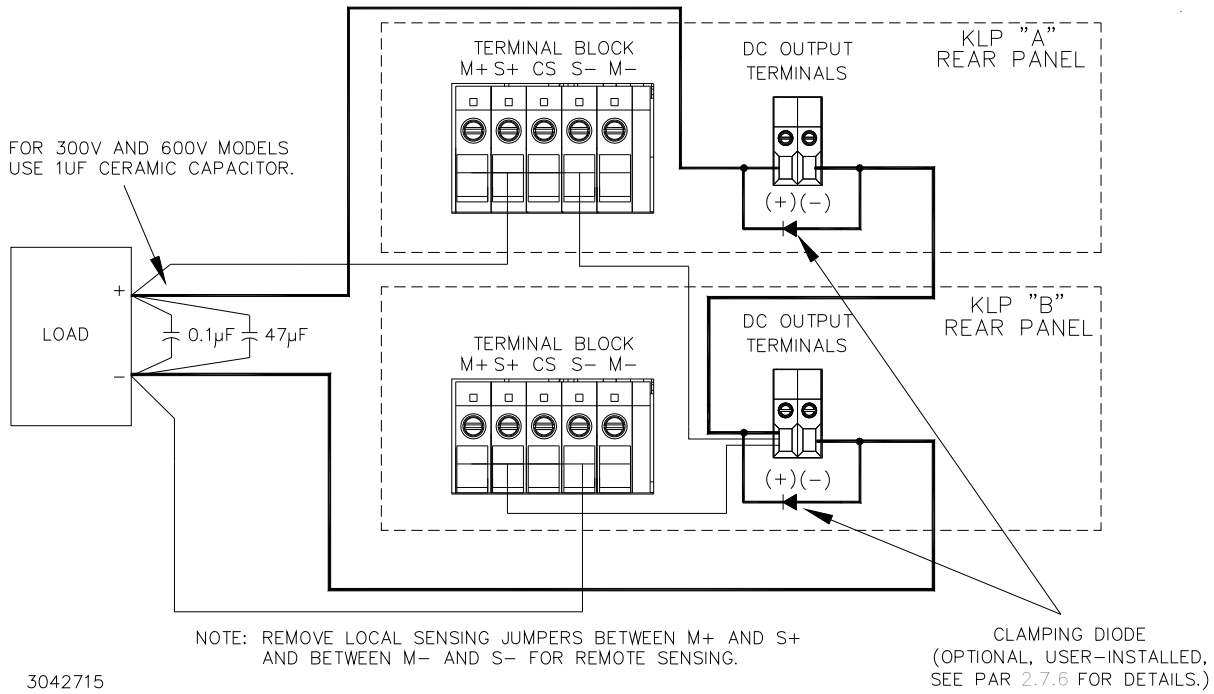 KLP "A"
REAR PANEL
TERMINAL BLOCK
M+ S+ CS S- M-
DC OUTPUT
TERMINALS
(+)(-)
FOR 300V AND 600V MODELS
USE 1UF CERAMIC CAPACITOR.
LOAD
+
-
0.1µF
47µF
KLP "B"
REAR PANEL
TERMINAL BLOCK
M+ S+ CS S- M-
DC OUTPUT
TERMINALS
(+)(-)
NOTE: REMOVE LOCAL SENSING JUMPERS BETWEEN M+ AND S+
AND BETWEEN M- AND S- FOR REMOTE SENSING.
CLAMPING DIODE
(OPTIONAL, USER-INSTALLED,
SEE PAR 2.7.6 FOR DETAILS.)
3042715